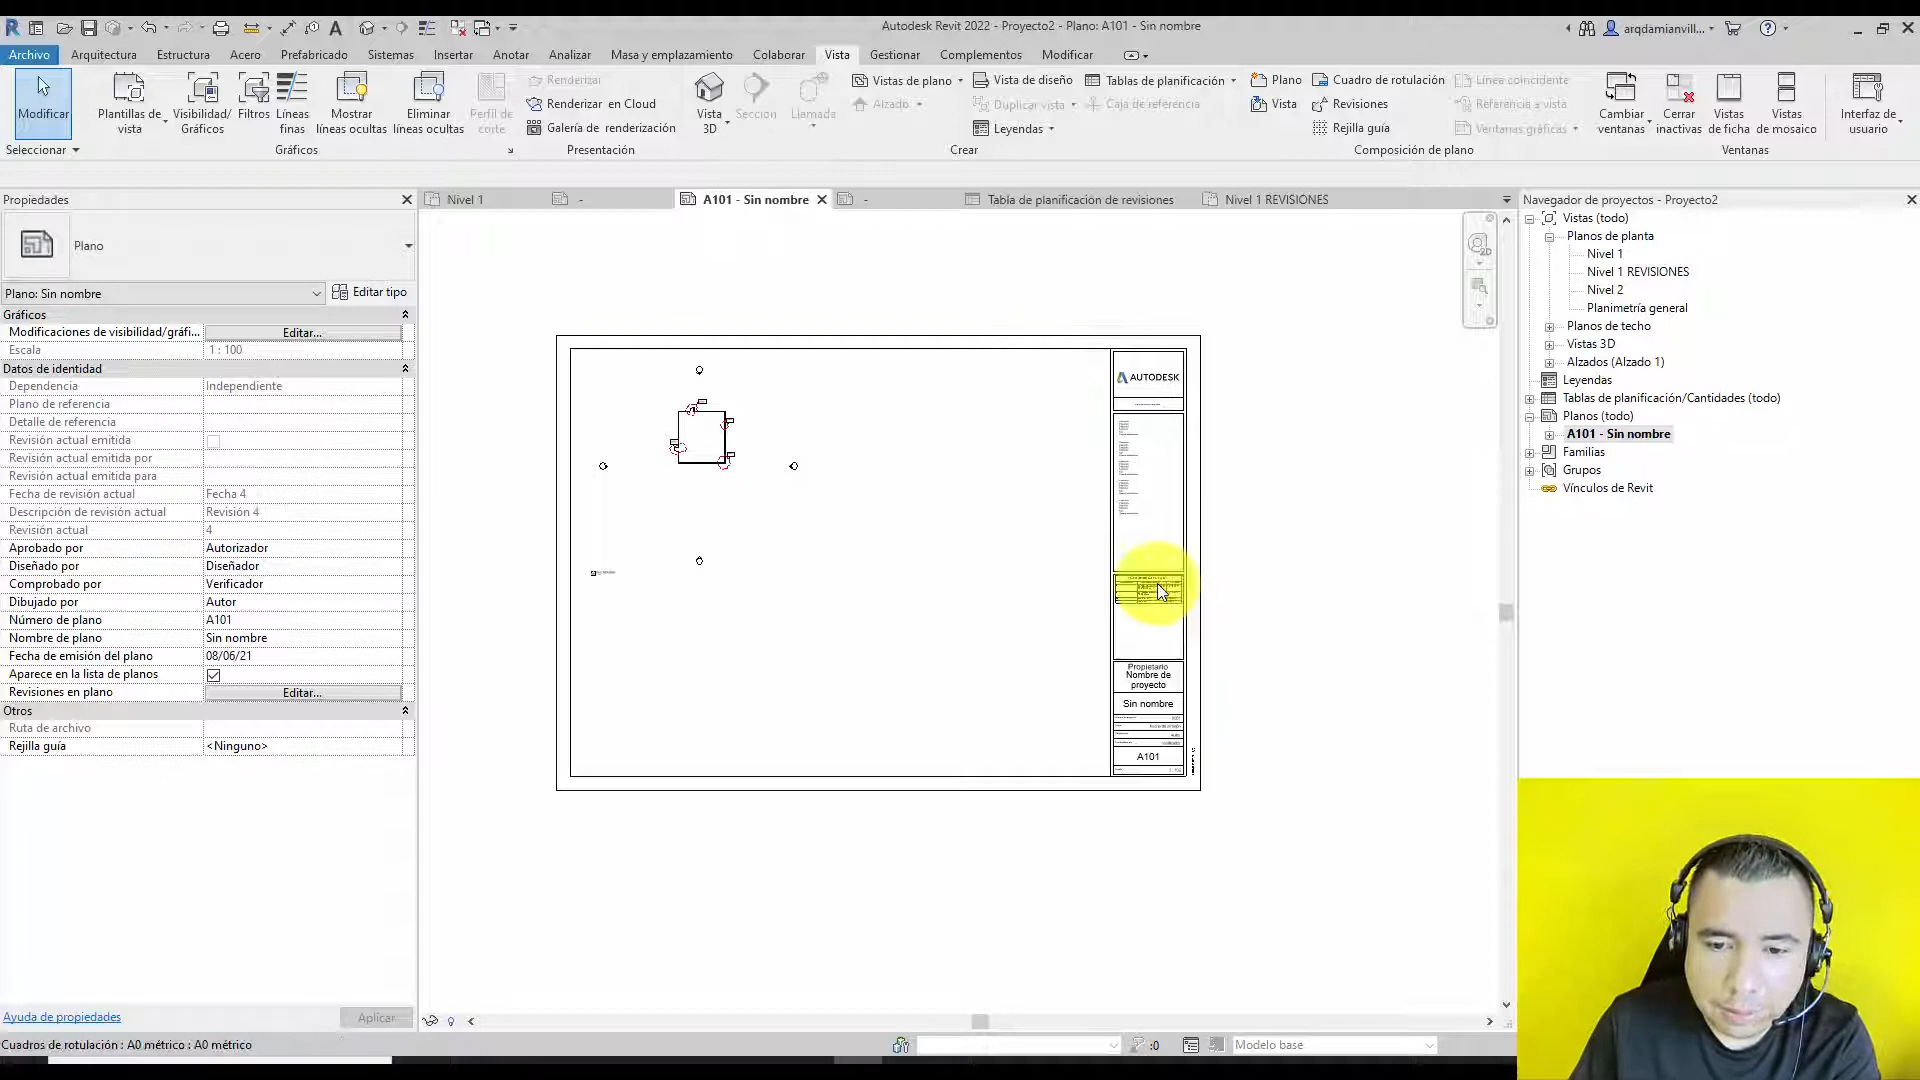 Autodesk Revit 2022 - Proyecto2 - Plano: A101 - Sin nombre
arqdamianvill...
Archivo Arquitectura Estructura Acero Prefabricado Sistemas Insertar Anotar Analizar Masa y emplazamiento Colaborar Vista Gestionar Complementos Modificar
Modificar
Plantillas de vista
Visibilidad/ Gráficos
Filtros
Líneas finas
Mostrar líneas ocultas
Eliminar líneas ocultas
Perfil de corte
Renderizar
Renderizar en Cloud
Galería de renderización
Vista 3D
Sección
Llamada
Vistas de plano
Alzado
Vista de diseño
Duplicar vista
Leyendas
Tablas de planificación
Caja de referencia
Plano
Vista
Cuadro de rotulación
Revisiones
Rejilla guía
Línea coincidente
Referencia a vista
Ventanas gráficas
Cambiar ventanas
Cerrar inactivas
Vistas de ficha
Vistas de mosaico
Interfaz de usuario
Seleccionar Gráficos Presentación Crear Composición de plano Ventanas
Propiedades
Nivel 1 - A101 - Sin nombre - Tabla de planificación de revisiones Nivel 1 REVISIONES
Navegador de proyectos - Proyecto2
Plano
Plano: Sin nombre Editar tipo
Gráficos
Modificaciones de visibilidad/gráfi... Editar...
Escala 1 : 100
Datos de identidad
Dependencia Independiente
Plano de referencia
Detalle de referencia
Revisión actual emitida
Revisión actual emitida por
Revisión actual emitida para
Fecha de revisión actual Fecha 4
Descripción de revisión actual Revisión 4
Revisión actual 4
Aprobado por Autorizador
Diseñado por Diseñador
Comprobado por Verificador
Dibujado por Autor
Número de plano A101
Nombre de plano Sin nombre
Fecha de emisión del plano 08/06/21
Aparece en la lista de planos
Revisiones en plano Editar...
Otros
Ruta de archivo
Rejilla guía <Ninguno>
Ayuda de propiedades Aplicar
AUTODESK
Propietario
Nombre de
proyecto
Sin nombre
A101
2D
Vistas (todo)
Planos de planta
Nivel 1
Nivel 1 REVISIONES
Nivel 2
Planimetría general
Planos de techo
Vistas 3D
Alzados (Alzado 1)
Leyendas
Tablas de planificación/Cantidades (todo)
Planos (todo)
A101 - Sin nombre
Familias
Grupos
Vínculos de Revit
Cuadros de rotulación : A0 métrico : A0 métrico
:0
Modelo base